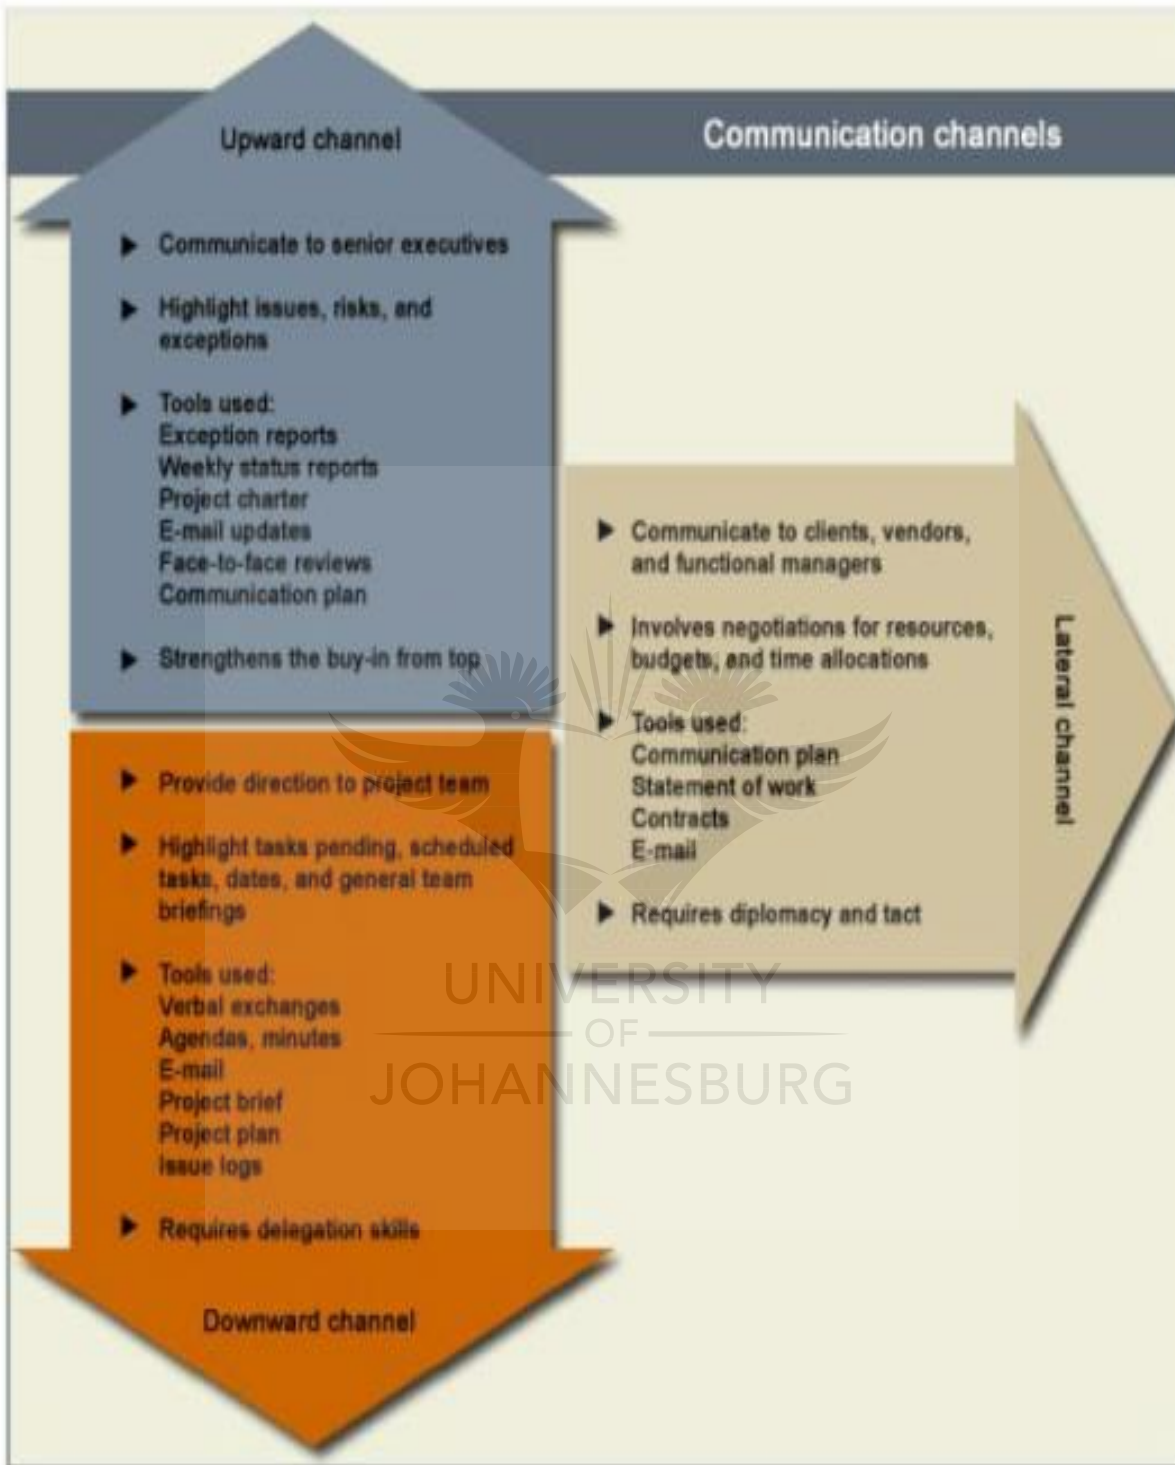 Communication channels
Upward channel
Communicate to senior executives
Highlight issues, risks, and
exceptions
Tools used:
Exception reports
Weekly status reports
Project charter
E-mail updates
Face-to-face reviews
Communication plan
Strengthens the buy-in from top
Communicate to clients, vendors,
and functional managers
Involves negotiations for resources,
budgets, and time allocations
Tools used:
Communication plan
Statement of work
Contracts
E-mail
Requires diplomacy and tact
Lateral channel
Provide direction to project team
Highlight tasks pending, scheduled
tasks, dates, and general team
briefings
Tools used:
Verbal exchanges
Agendas, minutes
E-mail
Project brief
Project plan
Issue logs
Requires delegation skills
Downward channel
UNIVERSITY
OF
JOHANNESBURG